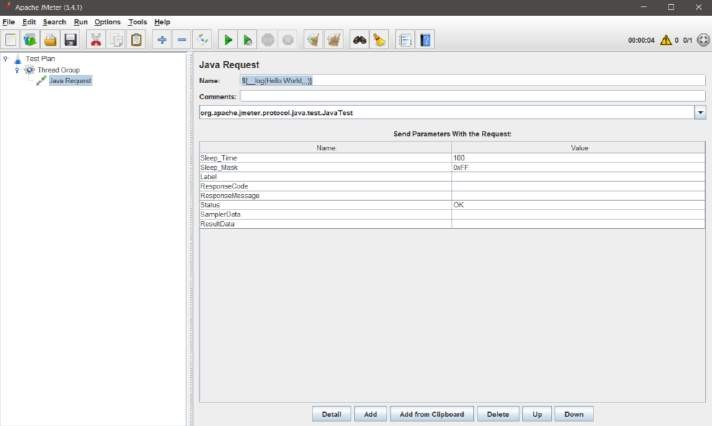 Apache JMeter (5.4.1)
File Edit Search Run Options Tools Help
00:00:04 0 0/1
Test Plan
Thread Group
Java Request
Java Request
Name: ${__log(Hello World,,,)}
Comments:
org.apache.jmeter.protocol.java.test.JavaTest
Send Parameters With the Request:
Name: Value
Sleep_Time 100
Sleep_Mask 0xFF
Label
ResponseCode
ResponseMessage
Status OK
SamplerData
ResultData
Detail Add Add from Clipboard Delete Up Down